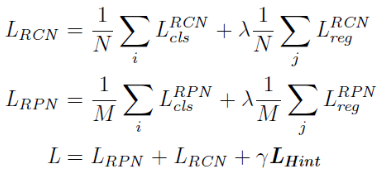 $L_{RCN} = \frac{1}{N} \sum_{i} L_{cls}^{RCN} + \lambda \frac{1}{N} \sum_{j} L_{reg}^{RCN}$
$L_{RPN} = \frac{1}{M} \sum_{i} L_{cls}^{RPN} + \lambda \frac{1}{M} \sum_{j} L_{reg}^{RPN}$
$L = L_{RPN} + L_{RCN} + \gamma \boldsymbol{L_{Hint}}$